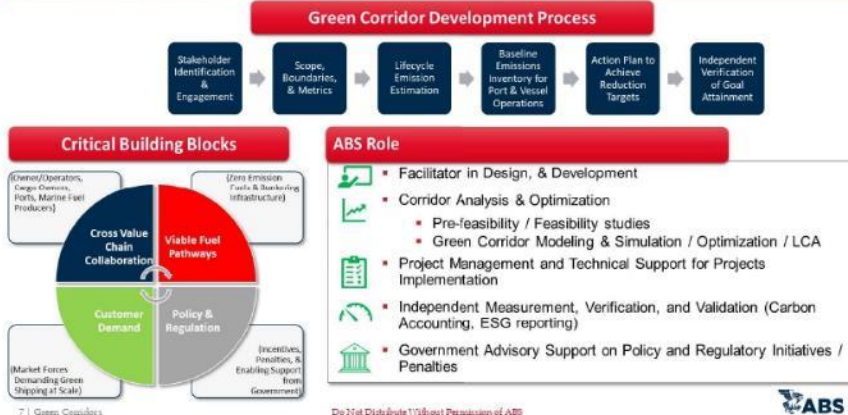 Green Corridor Development Process
Stakeholder
Identification
&
Engagement
Scope,
Boundaries,
& Metrics
Lifecycle
Emission
Estimation
Baseline
Emissions
Inventory for
Port & Vessel
Operations
Action Plan to
Achieve
Reduction
Targets
Independent
Verification
of Goal
Attainment
Critical Building Blocks
(Owner/Operators,
Cargo Owners,
Ports, Marine Fuel
Producers)
(Zero Emission
Fuels & Bunkering
Infrastructure)
Cross Value
Chain
Collaboration
Viable Fuel
Pathways
Customer
Demand
Policy &
Regulation
(Market Forces
Demanding Green
Shipping at Scale)
(Incentives,
Penalties, &
Enabling Support
from
Government)
ABS Role
▪ Facilitator in Design, & Development
▪ Corridor Analysis & Optimization
▪ Pre-feasibility / Feasibility studies
▪ Green Corridor Modeling & Simulation / Optimization / LCA
▪ Project Management and Technical Support for Projects
Implementation
▪ Independent Measurement, Verification, and Validation (Carbon
Accounting, ESG reporting)
▪ Government Advisory Support on Policy and Regulatory Initiatives /
Penalties
7 | Green Corridors
Do Not Distribute Without Permission of ABS
ABS